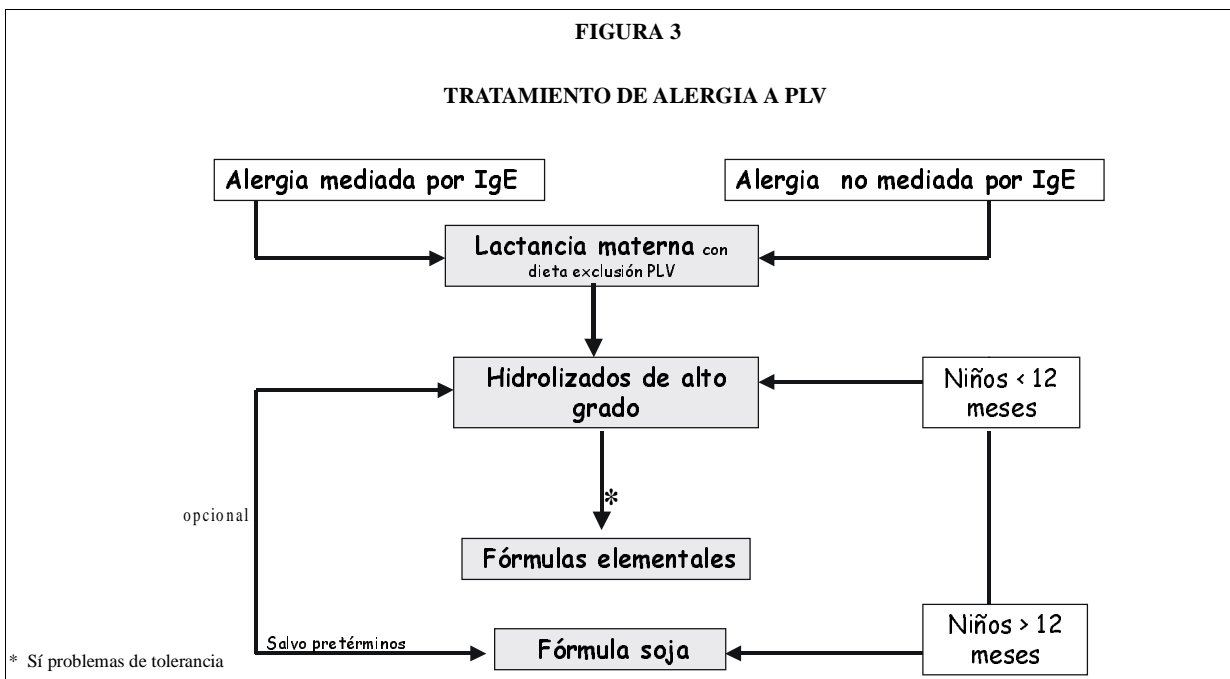 FIGURA 3
TRATAMIENTO DE ALERGIA A PLV
Alergia mediada por IgE
Alergia no mediada por IgE
Lactancia materna con
dieta exclusión PLV
Hidrolizados de alto
grado
Niños < 12
meses
*
opcional
Fórmulas elementales
Salvo pretérminos
Fórmula soja
Niños > 12
meses
* Sí problemas de tolerancia